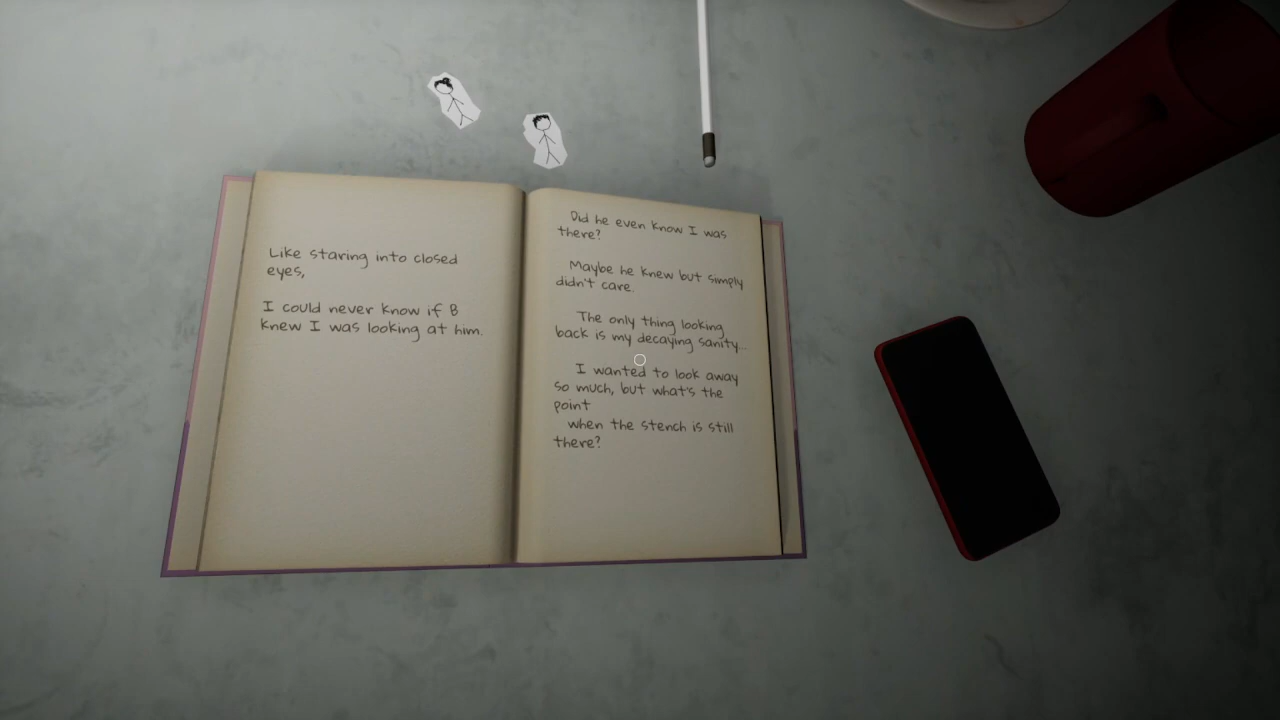 Like staring into closed
eyes,
I could never know if B
knew I was looking at him.
Did he even know I was
there?
Maybe he knew but simply
didn't care.
The only thing looking
back is my decaying sanity...
I wanted to look away
so much, but what's the
point
when the stench is still
there?